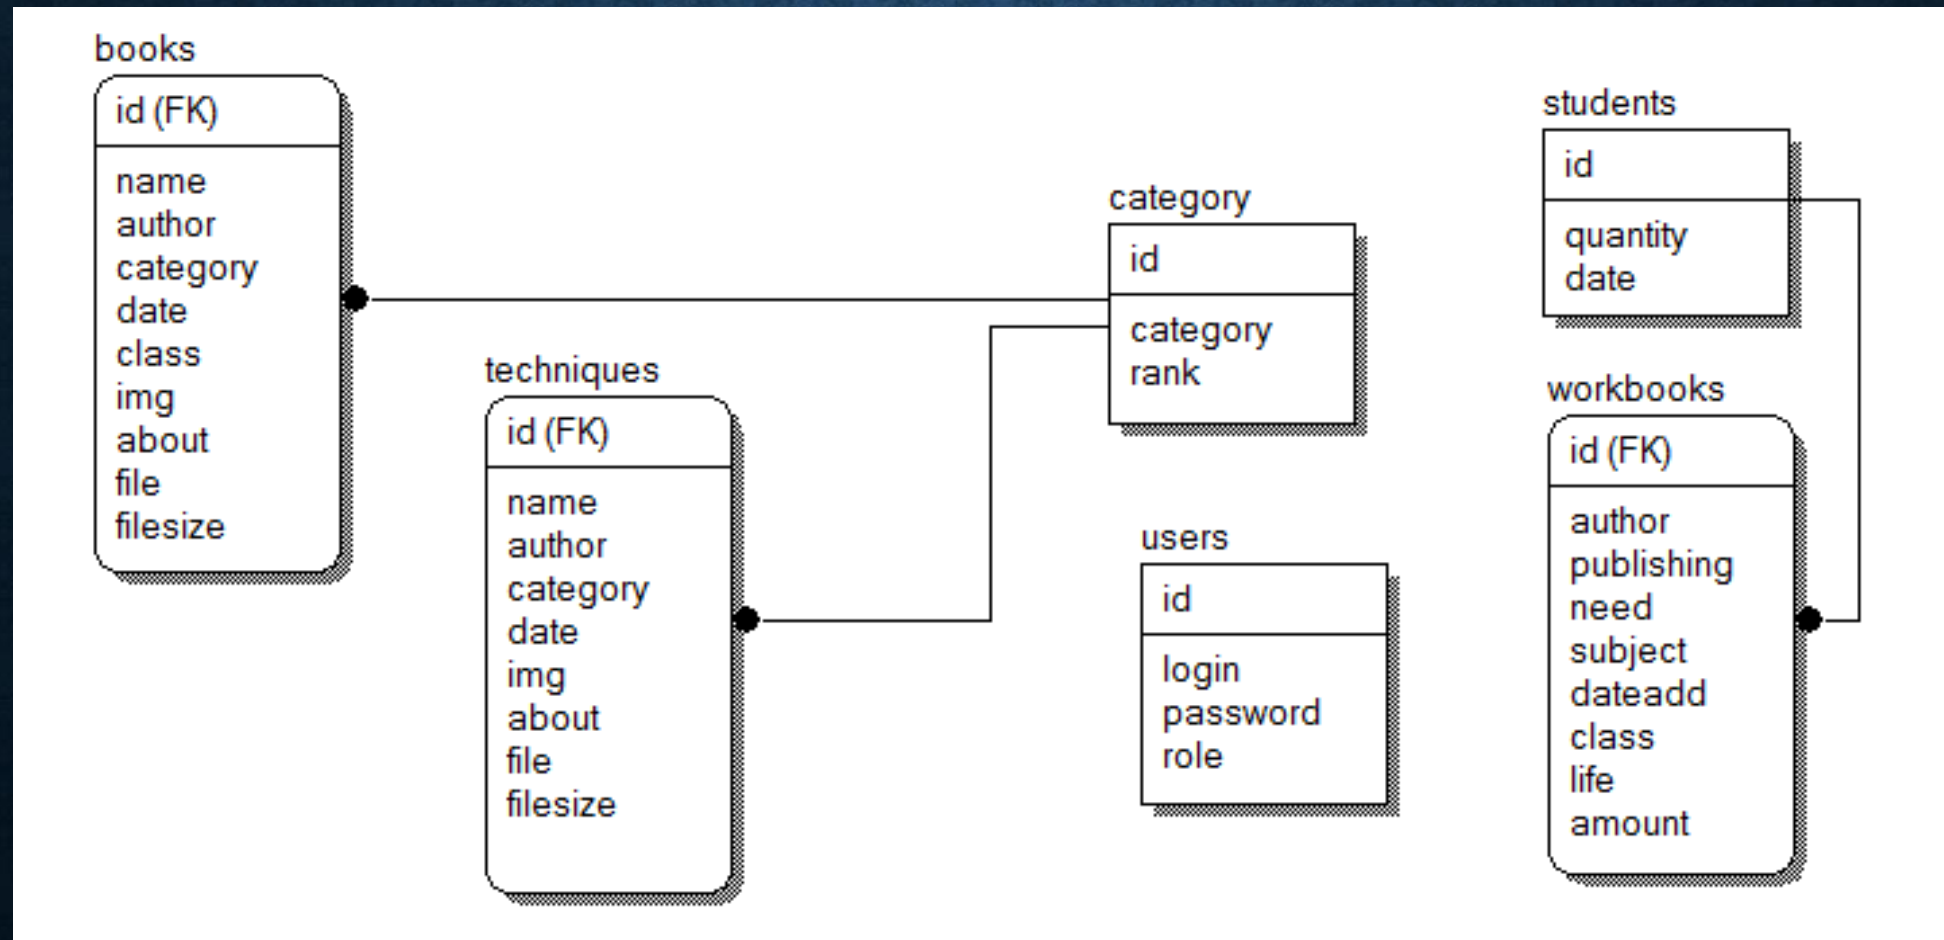 books
id (FK)
name
author
category
date
class
img
about
file
filesize
techniques
id (FK)
name
author
category
date
img
about
file
filesize
category
id
category
rank
users
id
login
password
role
students
id
quantity
date
workbooks
id (FK)
author
publishing
need
subject
dateadd
class
life
amount